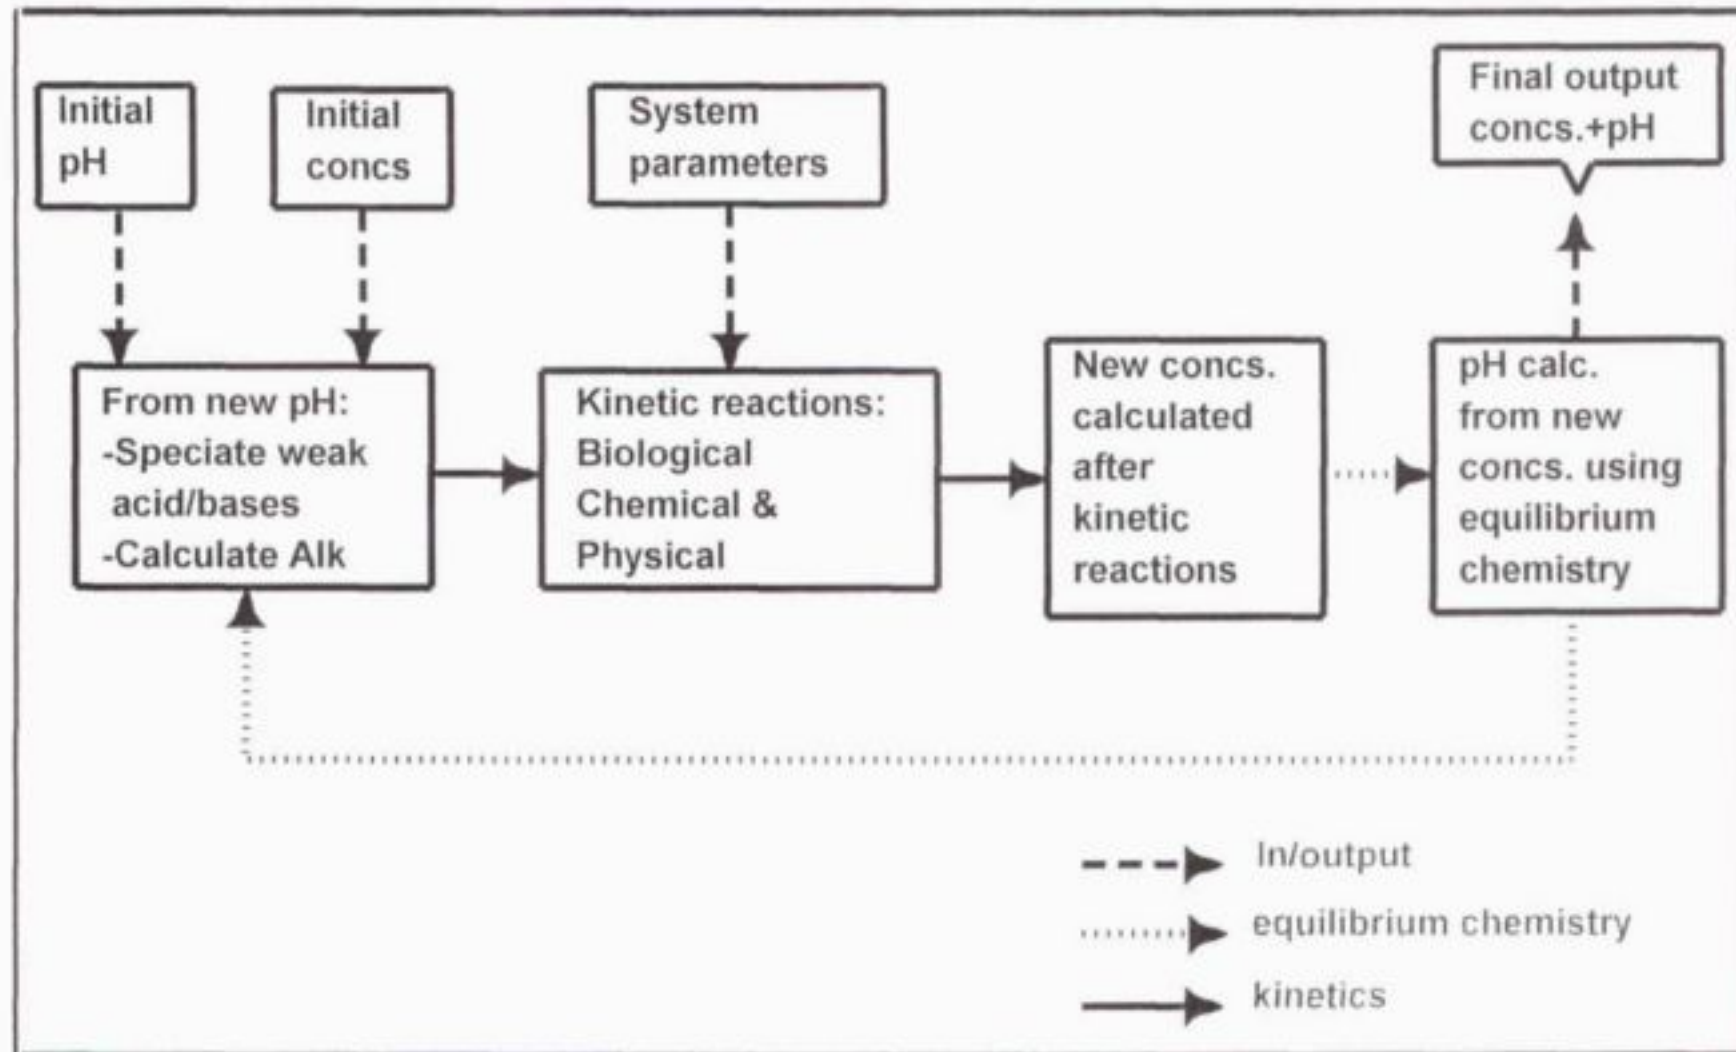 Initial
pH
Initial
concs
System
parameters
Final output
concs.+pH
From new pH:
-Speciate weak
acid/bases
-Calculate Alk
Kinetic reactions:
Biological
Chemical &
Physical
New concs.
calculated
after
kinetic
reactions
pH calc.
from new
concs. using
equilibrium
chemistry
In/output
equilibrium chemistry
kinetics